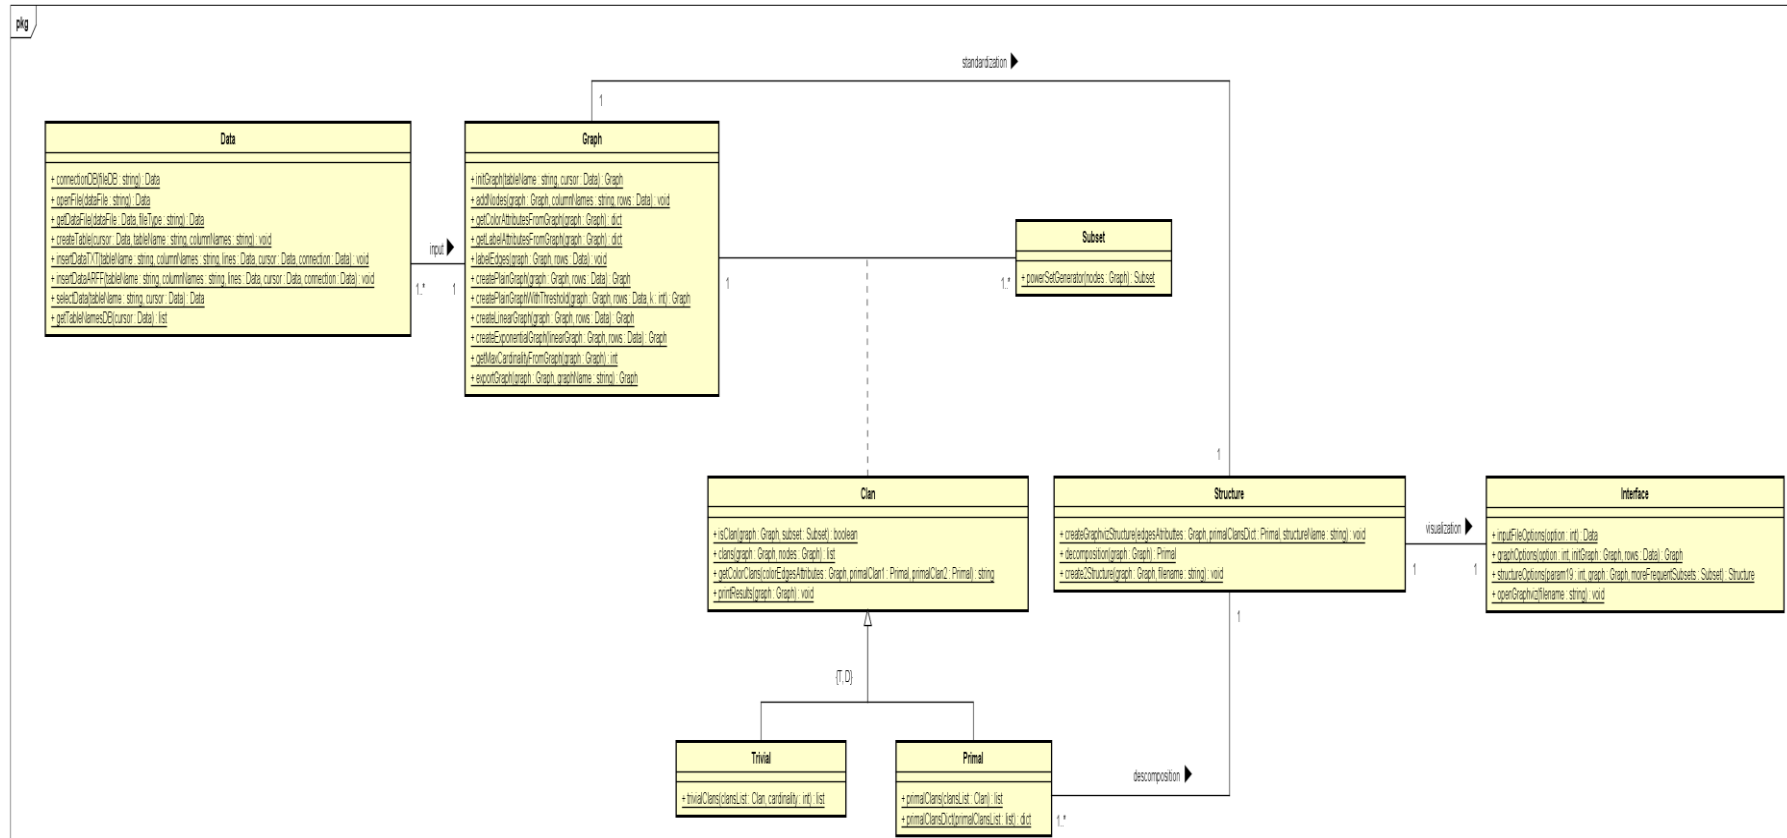 pkg
standardization
1
Data
+ connectionDB(fileDB : string) : Data
+ openFile(dataFile : string) : Data
+ getDataFile(dataFile : Data, fileType : string) : Data
+ createTable(cursor : Data, tableName : string, columnNames : string) : void
+ insertDataTXT(tableName : string, columnNames : string, lines : Data, cursor : Data, connection : Data) : void
+ insertDataARFF(tableName : string, columnNames : string, lines : Data, cursor : Data, connection : Data) : void
+ selectData(tableName : string, cursor : Data) : Data
+ getTableNamesDB(cursor : Data) : list
input
1..*
1
Graph
+ initGraph(tableName : string, cursor : Data) : Graph
+ addNodes(graph : Graph, columnNames : string, rows : Data) : void
+ getColorAttributesFromGraph(graph : Graph) : dict
+ getLabelAttributesFromGraph(graph : Graph) : dict
+ labelEdges(graph : Graph, rows : Data) : void
+ createPlainGraph(graph : Graph, rows : Data) : Graph
+ createPlainGraphWithThreshold(graph : Graph, rows : Data, k : int) : Graph
+ createLinearGraph(graph : Graph, rows : Data) : Graph
+ createExponentialGraph(linearGraph : Graph, rows : Data) : Graph
+ getMaxCardinalityFromGraph(graph : Graph) : int
+ exportGraph(graph : Graph, graphName : string) : Graph
1
1..*
Subset
+ powerSetGenerator(nodes : Graph) : Subset
1
Clan
+ isClan(graph : Graph, subset : Subset) : boolean
+ clans(graph : Graph, nodes : Graph) : list
+ getColorClans(colorEdgesAttributes : Graph, primalClan1 : Primal, primalClan2 : Primal) : string
+ printResults(graph : Graph) : void
Structure
+ createGraphvizStructure(edgesAtributtes : Graph, primalClansDict : Primal, structureName : string) : void
+ decomposition(graph : Graph) : Primal
+ create2Structure(graph : Graph, filename : string) : void
visualization
1
1
Interface
+ inputFileOptions(option : int) : Data
+ graphOptions(option : int, initGraph : Graph, rows : Data) : Graph
+ structureOptions(param19 : int, graph : Graph, moreFrequentSubsets : Subset) : Structure
+ openGraphviz(filename : string) : void
1
{T, D}
Trivial
+ trivialClans(clansList : Clan, cardinality : int) : list
Primal
+ primalClans(clansList : Clan) : list
+ primalClansDict(primalClansList : list) : dict
descomposition
1..*